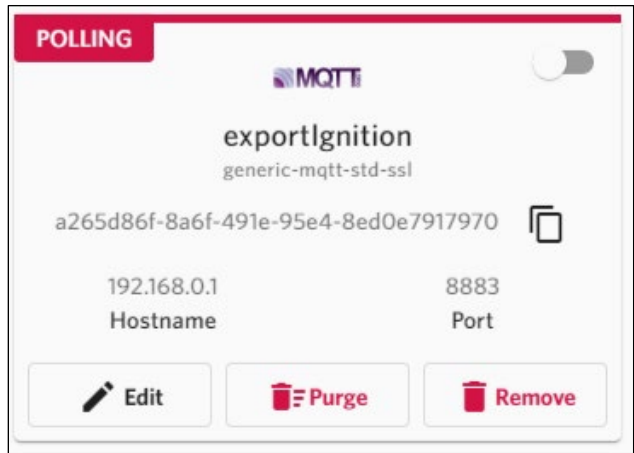 POLLING
MQTT
exportIgnition
generic-mqtt-std-ssl
a265d86f-8a6f-491e-95e4-8ed0e7917970
192.168.0.1 8883
Hostname Port
Edit Purge Remove